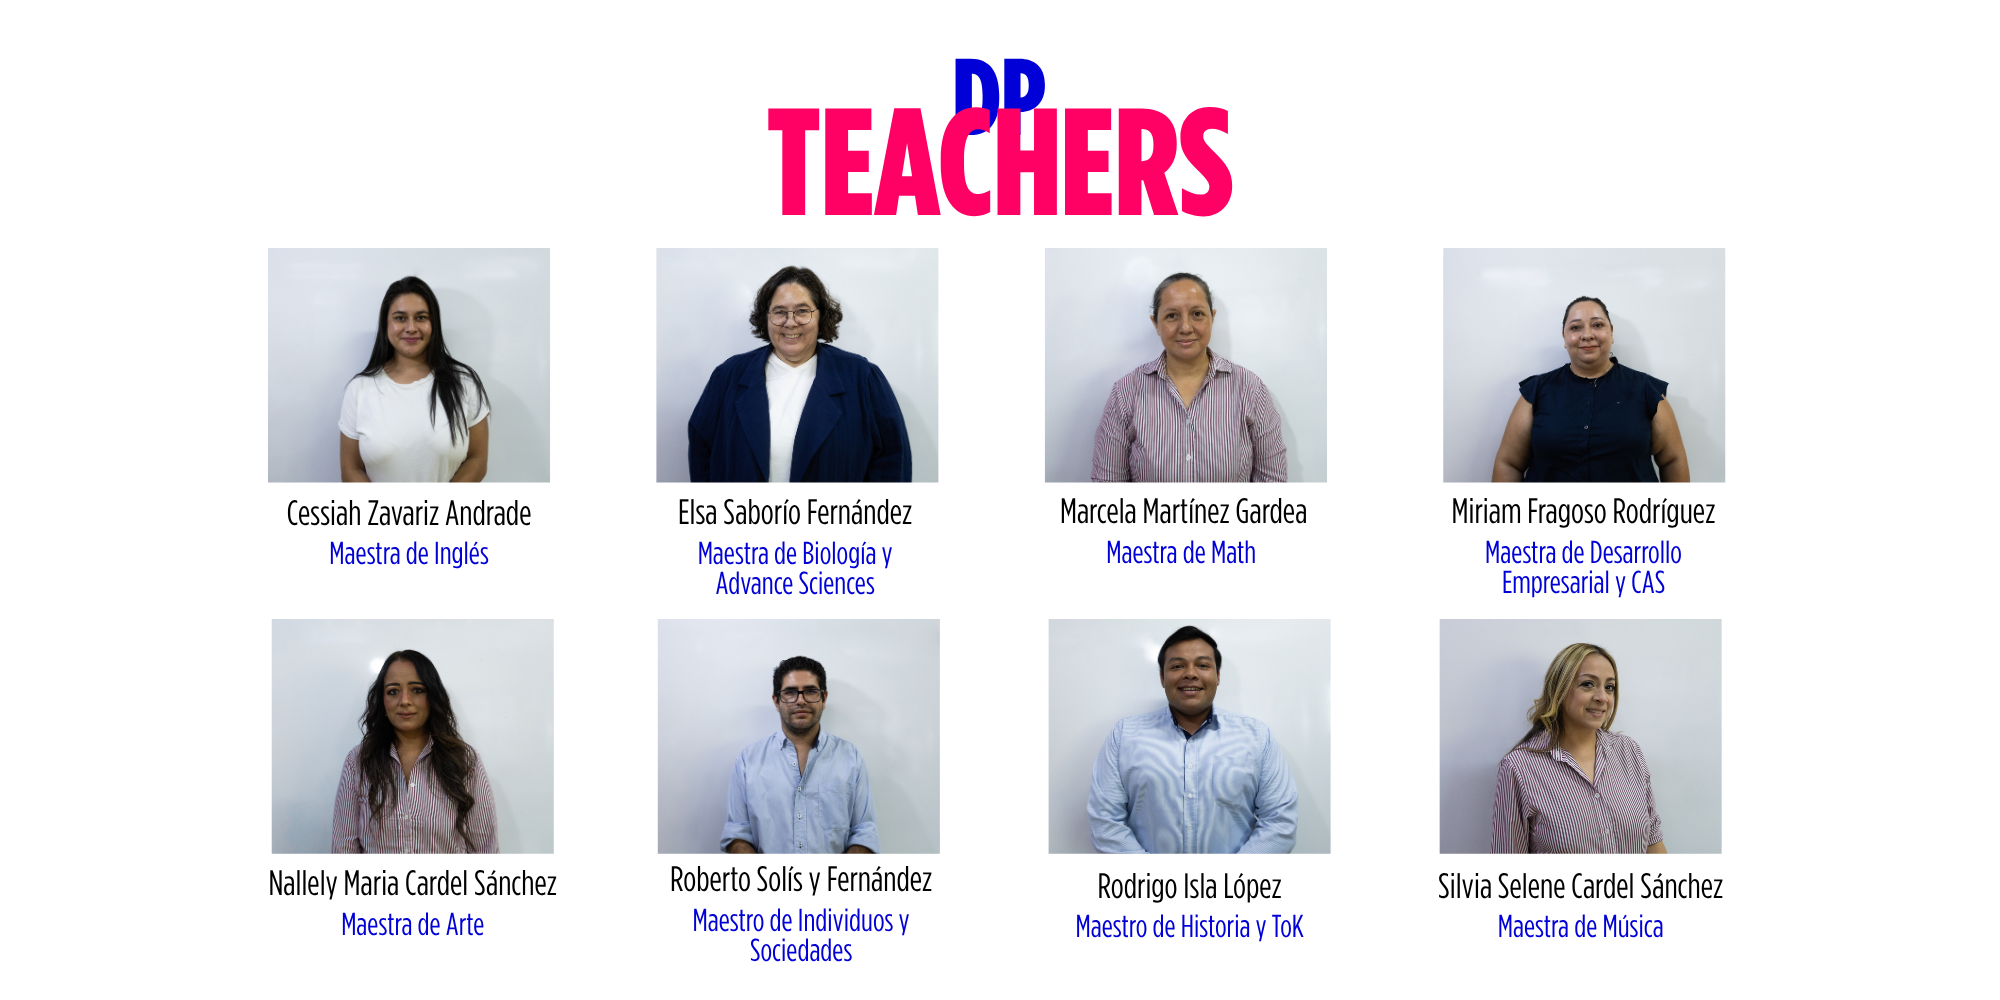 DP
TEACHERS
Cessiah Zavariz Andrade
Maestra de Inglés
Elsa Saborío Fernández
Maestra de Biología y
Advance Sciences
Marcela Martínez Gardea
Maestra de Math
Miriam Fragoso Rodríguez
Maestra de Desarrollo
Empresarial y CAS
Nallely Maria Cardel Sánchez
Maestra de Arte
Roberto Solís y Fernández
Maestro de Individuos y
Sociedades
Rodrigo Isla López
Maestro de Historia y ToK
Silvia Selene Cardel Sánchez
Maestra de Música